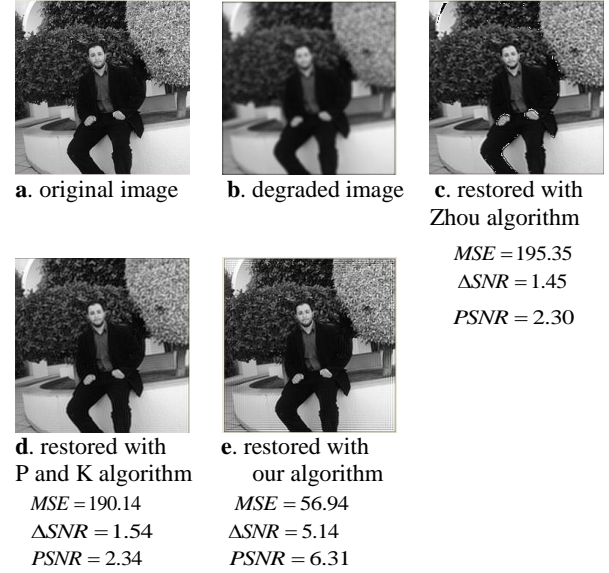 a. original image
b. degraded image
c. restored with
Zhou algorithm
MSE = 195.35
ΔSNR = 1.45
PSNR = 2.30
d. restored with
P and K algorithm
MSE = 190.14
ΔSNR = 1.54
PSNR = 2.34
e. restored with
our algorithm
MSE = 56.94
ΔSNR = 5.14
PSNR = 6.31